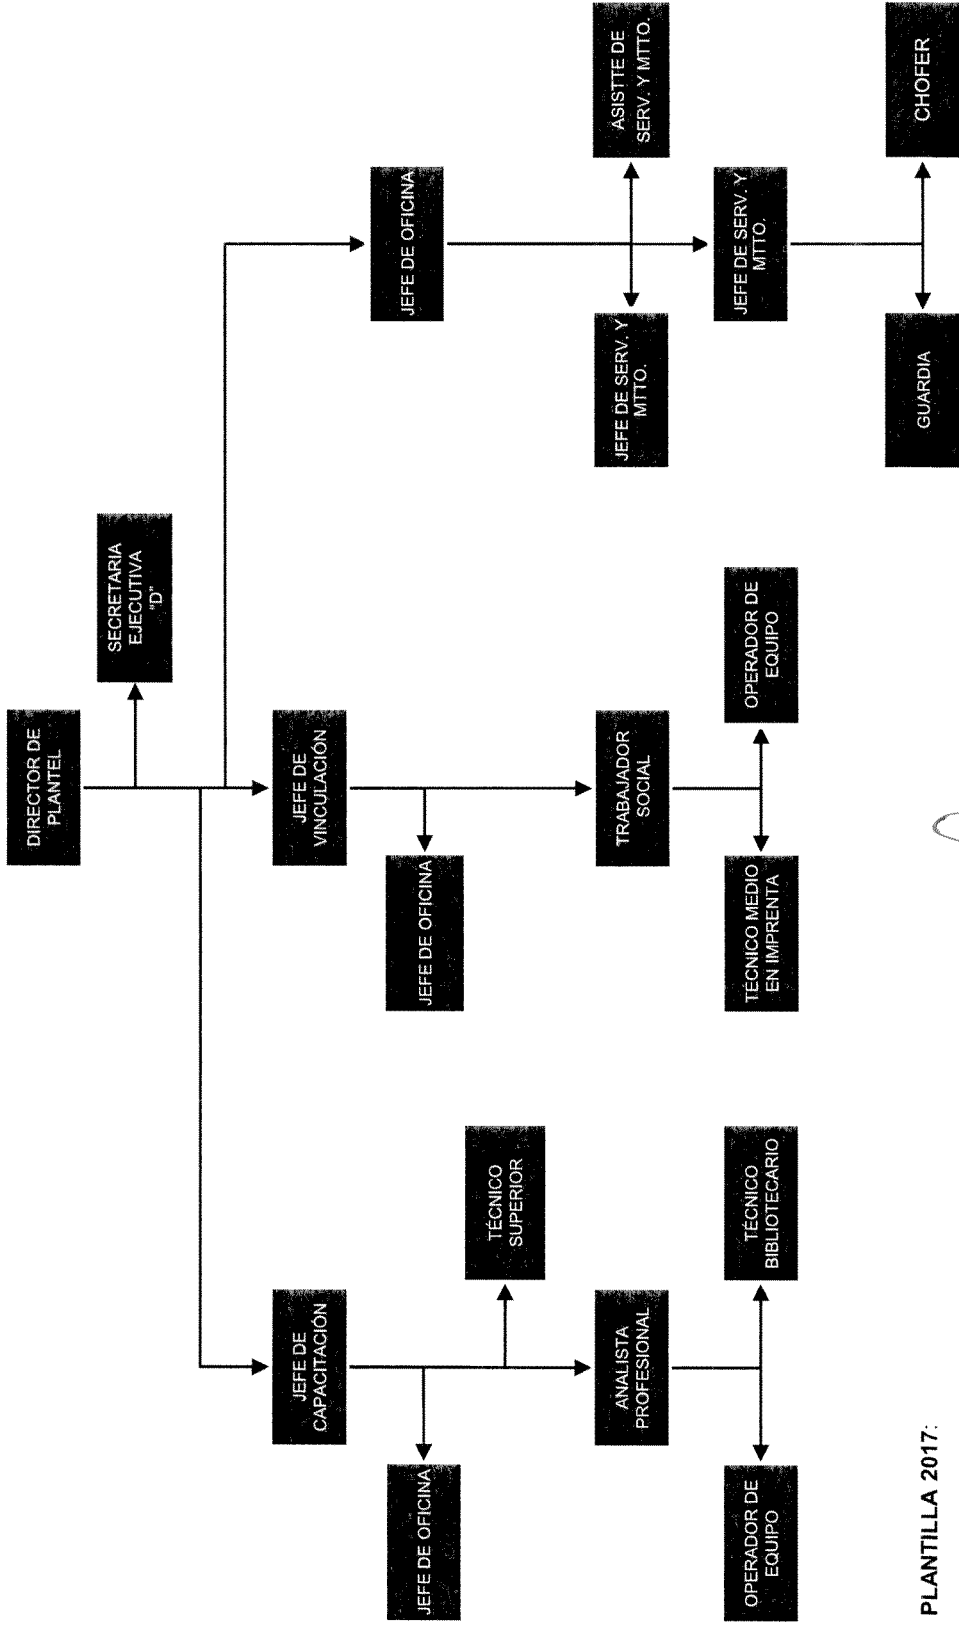 DIRECTOR DE
PLANTEL
SECRETARIA
EJECUTIVA
"D"
JEFE DE
CAPACITACIÓN
JEFE DE
VINCULACIÓN
JEFE DE OFICINA
JEFE DE OFICINA
TÉCNICO
SUPERIOR
JEFE DE OFICINA
ANALISTA
PROFESIONAL
TRABAJADOR
SOCIAL
JEFE DE SERV. Y
MTTO.
ASISTTE DE
SERV. Y MTTO.
OPERADOR DE
EQUIPO
TÉCNICO
BIBLIOTECARIO
TÉCNICO MEDIO
EN IMPRENTA
OPERADOR DE
EQUIPO
JEFE DE SERV. Y
MTTO.
GUARDIA
CHOFER
PLANTILLA 2017: